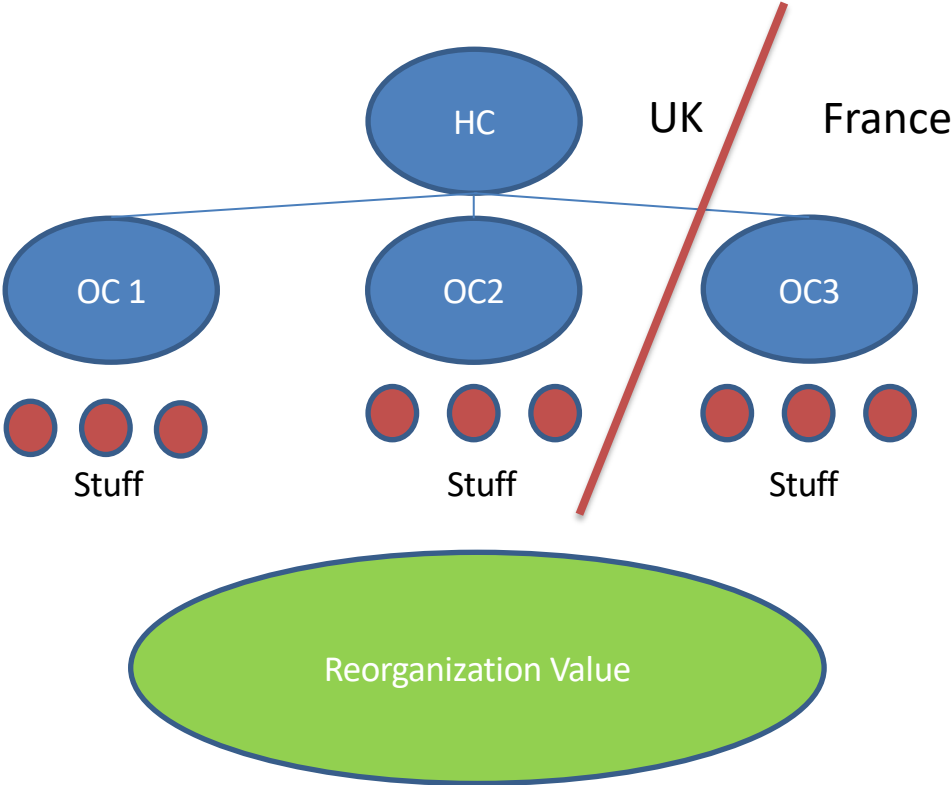 HC
UK
France
OC 1
OC2
OC3
Stuff
Stuff
Stuff
Reorganization Value